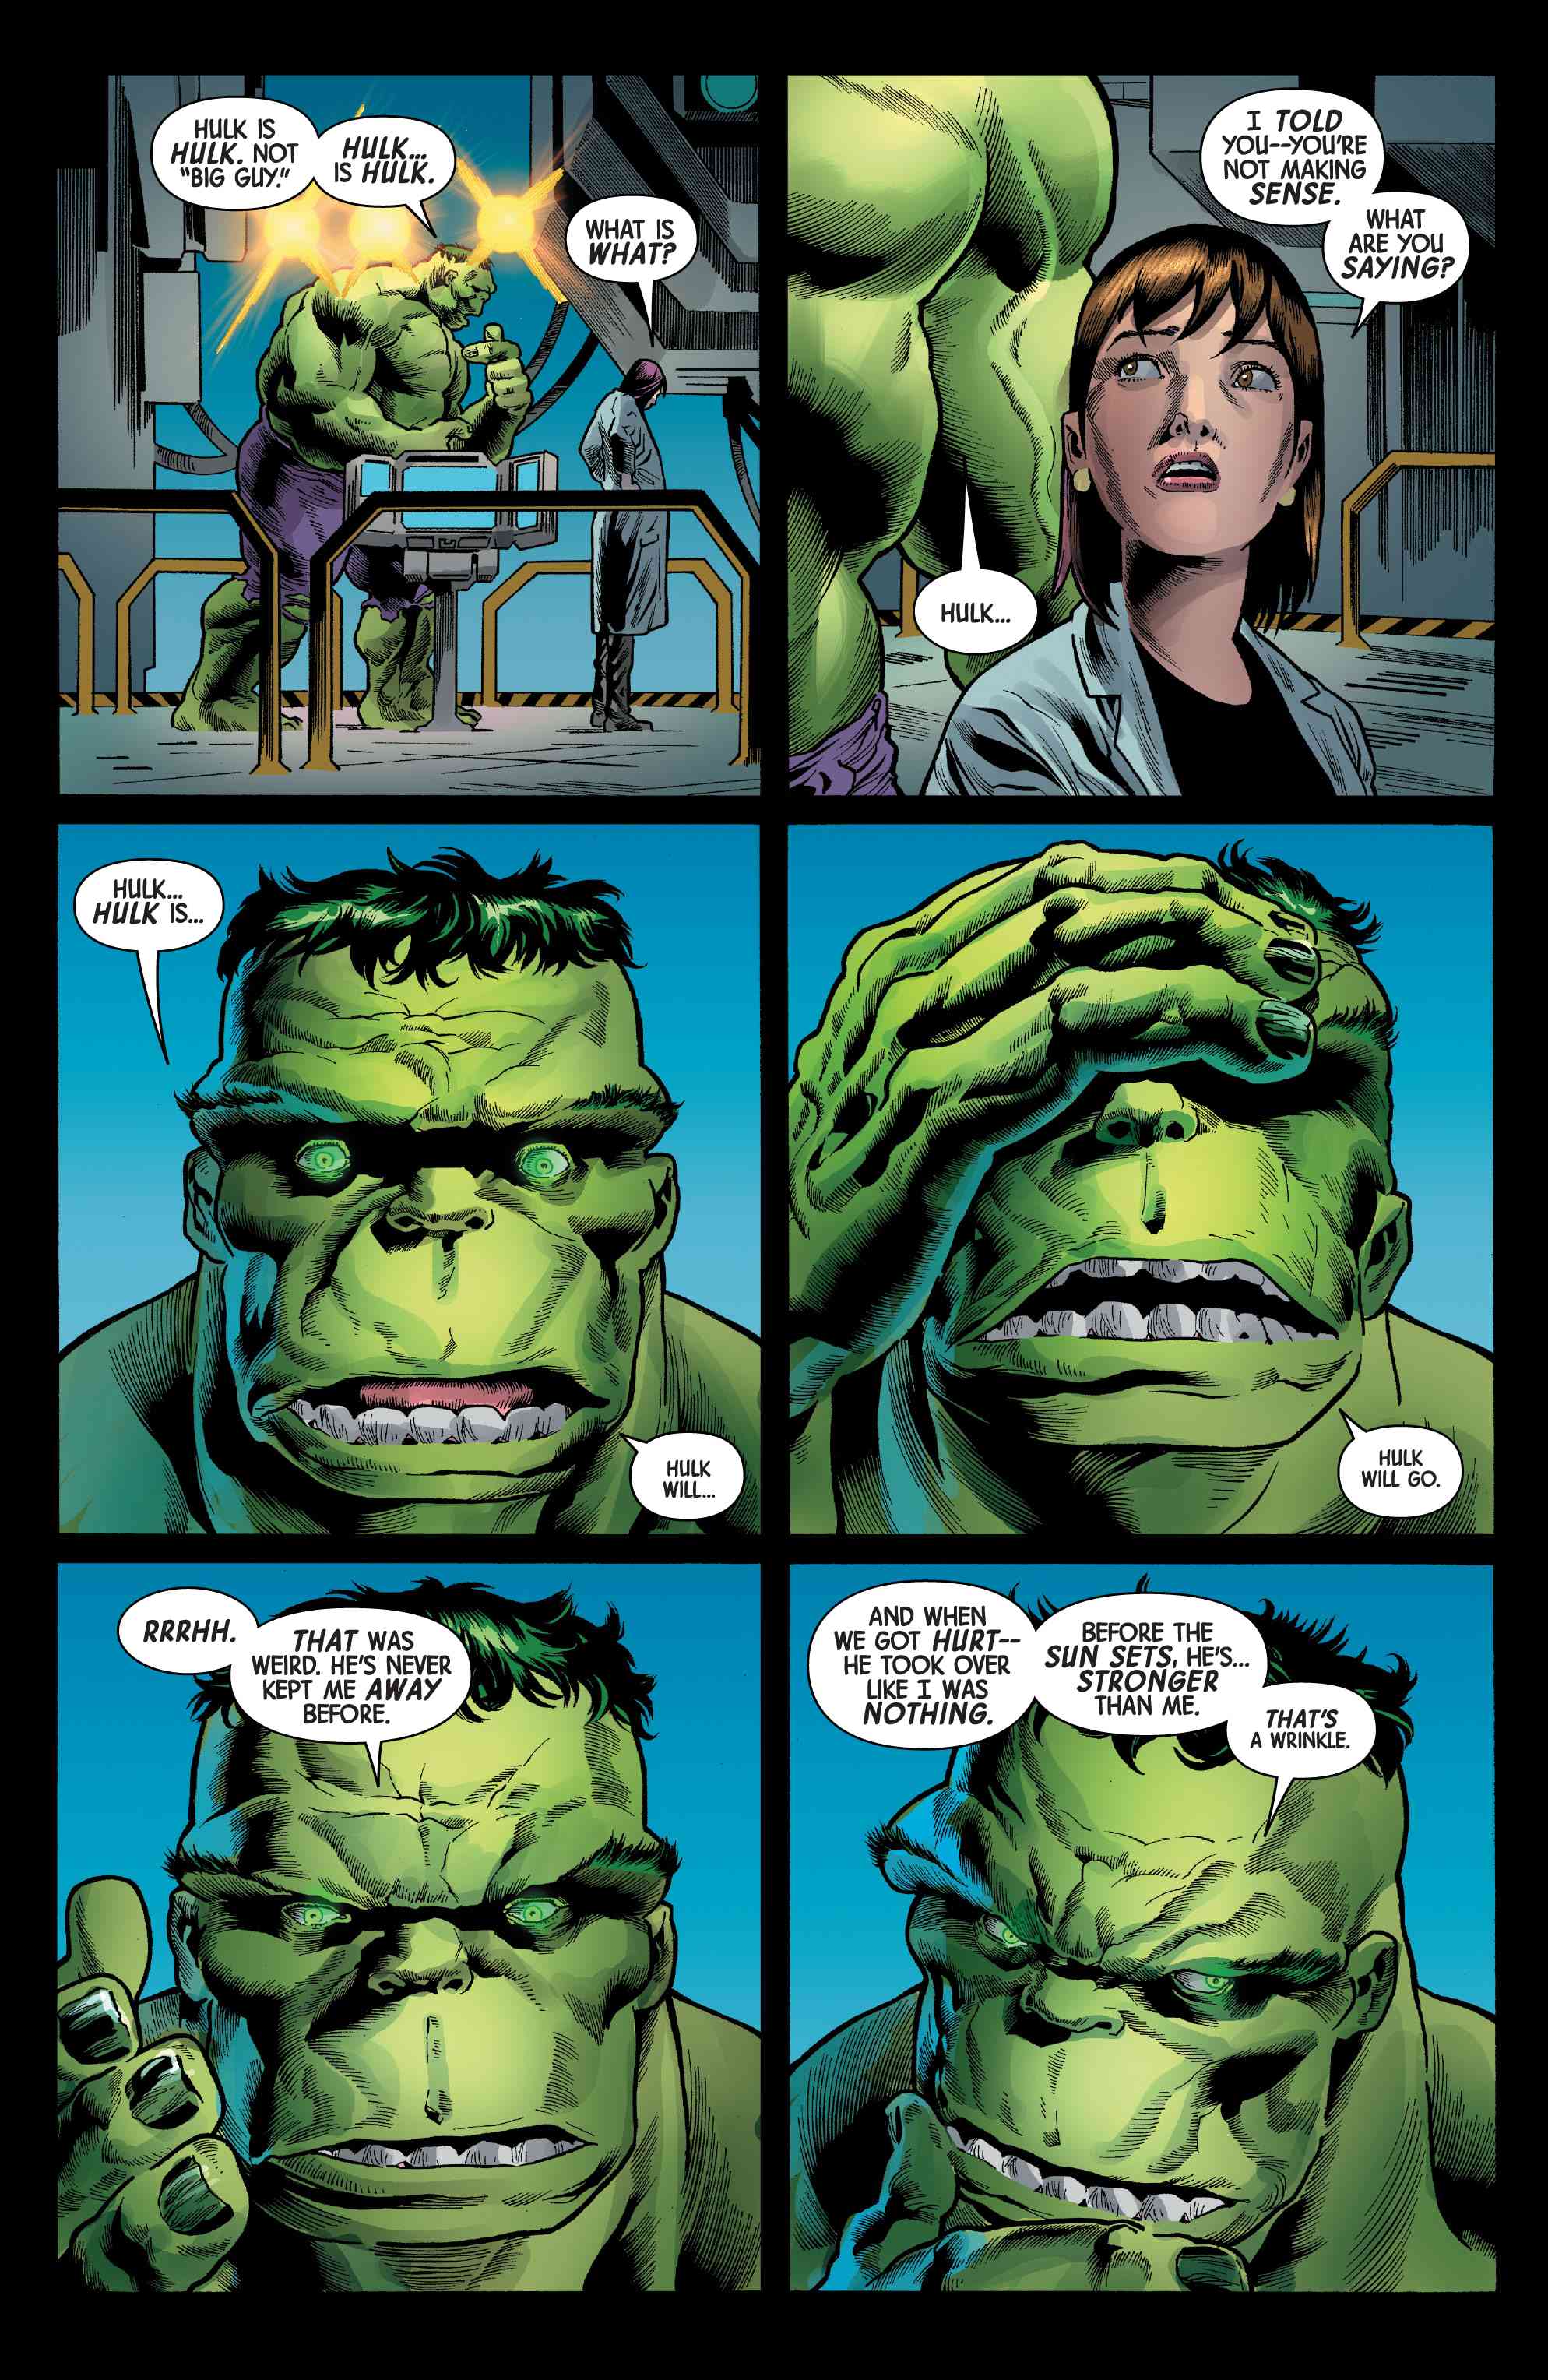 HULK IS
HULK. NOT
"BIG GUY."
HULK...
IS HULK.
WHAT IS
WHAT?
I TOLD
YOU--YOU'RE
NOT MAKING
SENSE.
WHAT
ARE YOU
SAYING?
HULK...
HULK...
HULK IS...
HULK
WILL...
HULK
WILL GO.
RRRHH.
THAT WAS
WEIRD. HE'S NEVER
KEPT ME AWAY
BEFORE.
AND WHEN
WE GOT HURT--
HE TOOK OVER
LIKE I WAS
NOTHING.
BEFORE THE
SUN SETS, HE'S...
STRONGER
THAN ME.
THAT'S
A WRINKLE.